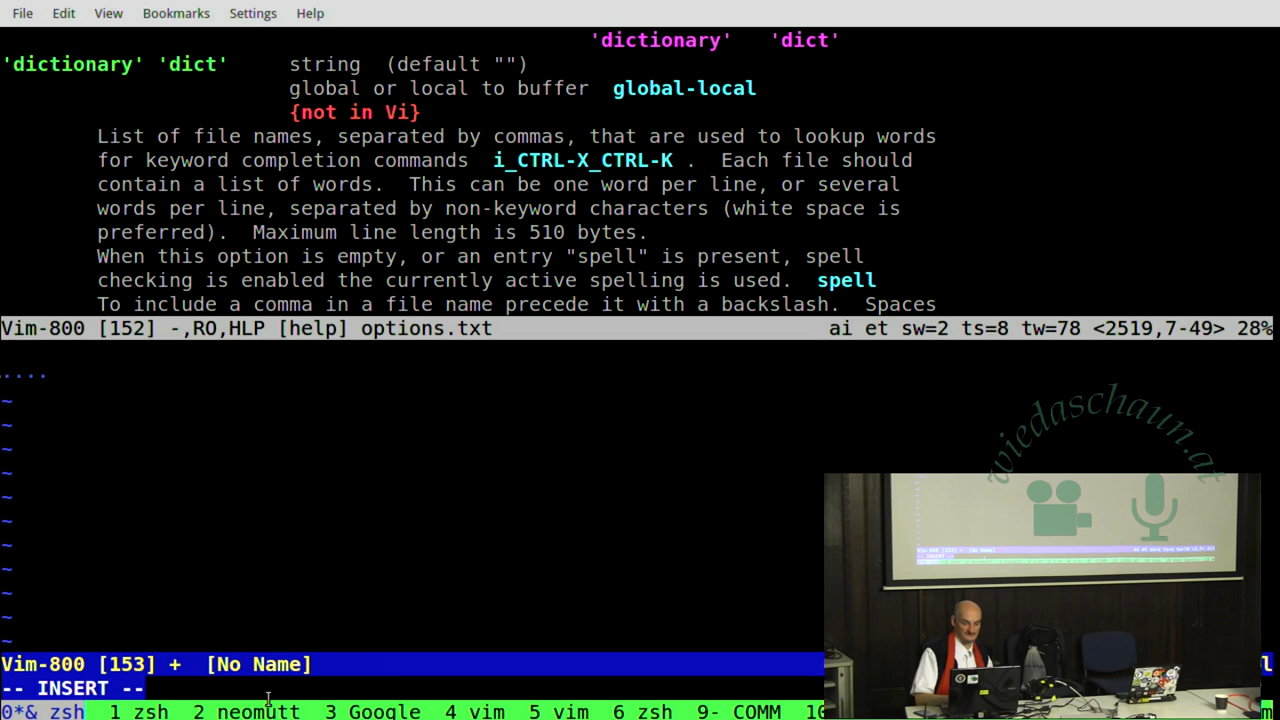 File Edit View Bookmarks Settings Help
'dictionary' 'dict'
'dictionary' 'dict' string (default "")
global or local to buffer global-local
{not in Vi}
List of file names, separated by commas, that are used to lookup words
for keyword completion commands i_CTRL-X_CTRL-K . Each file should
contain a list of words. This can be one word per line, or several
words per line, separated by non-keyword characters (white space is
preferred). Maximum line length is 510 bytes.
When this option is empty, or an entry "spell" is present, spell
checking is enabled the currently active spelling is used. spell
To include a comma in a file name precede it with a backslash. Spaces
Vim-800 [152] -,RO,HLP [help] options.txt ai et sw=2 ts=8 tw=78 <2519,7-49> 28%
....
~
~
~
~
~
~
~
~
~
~
~
wiedaschaun.at
Vim-800 [153] + [No Name]
-- INSERT --
0*& zsh 1 zsh 2 neomutt 3 Google 4 vim 5 vim 6 zsh 9- COMM 10